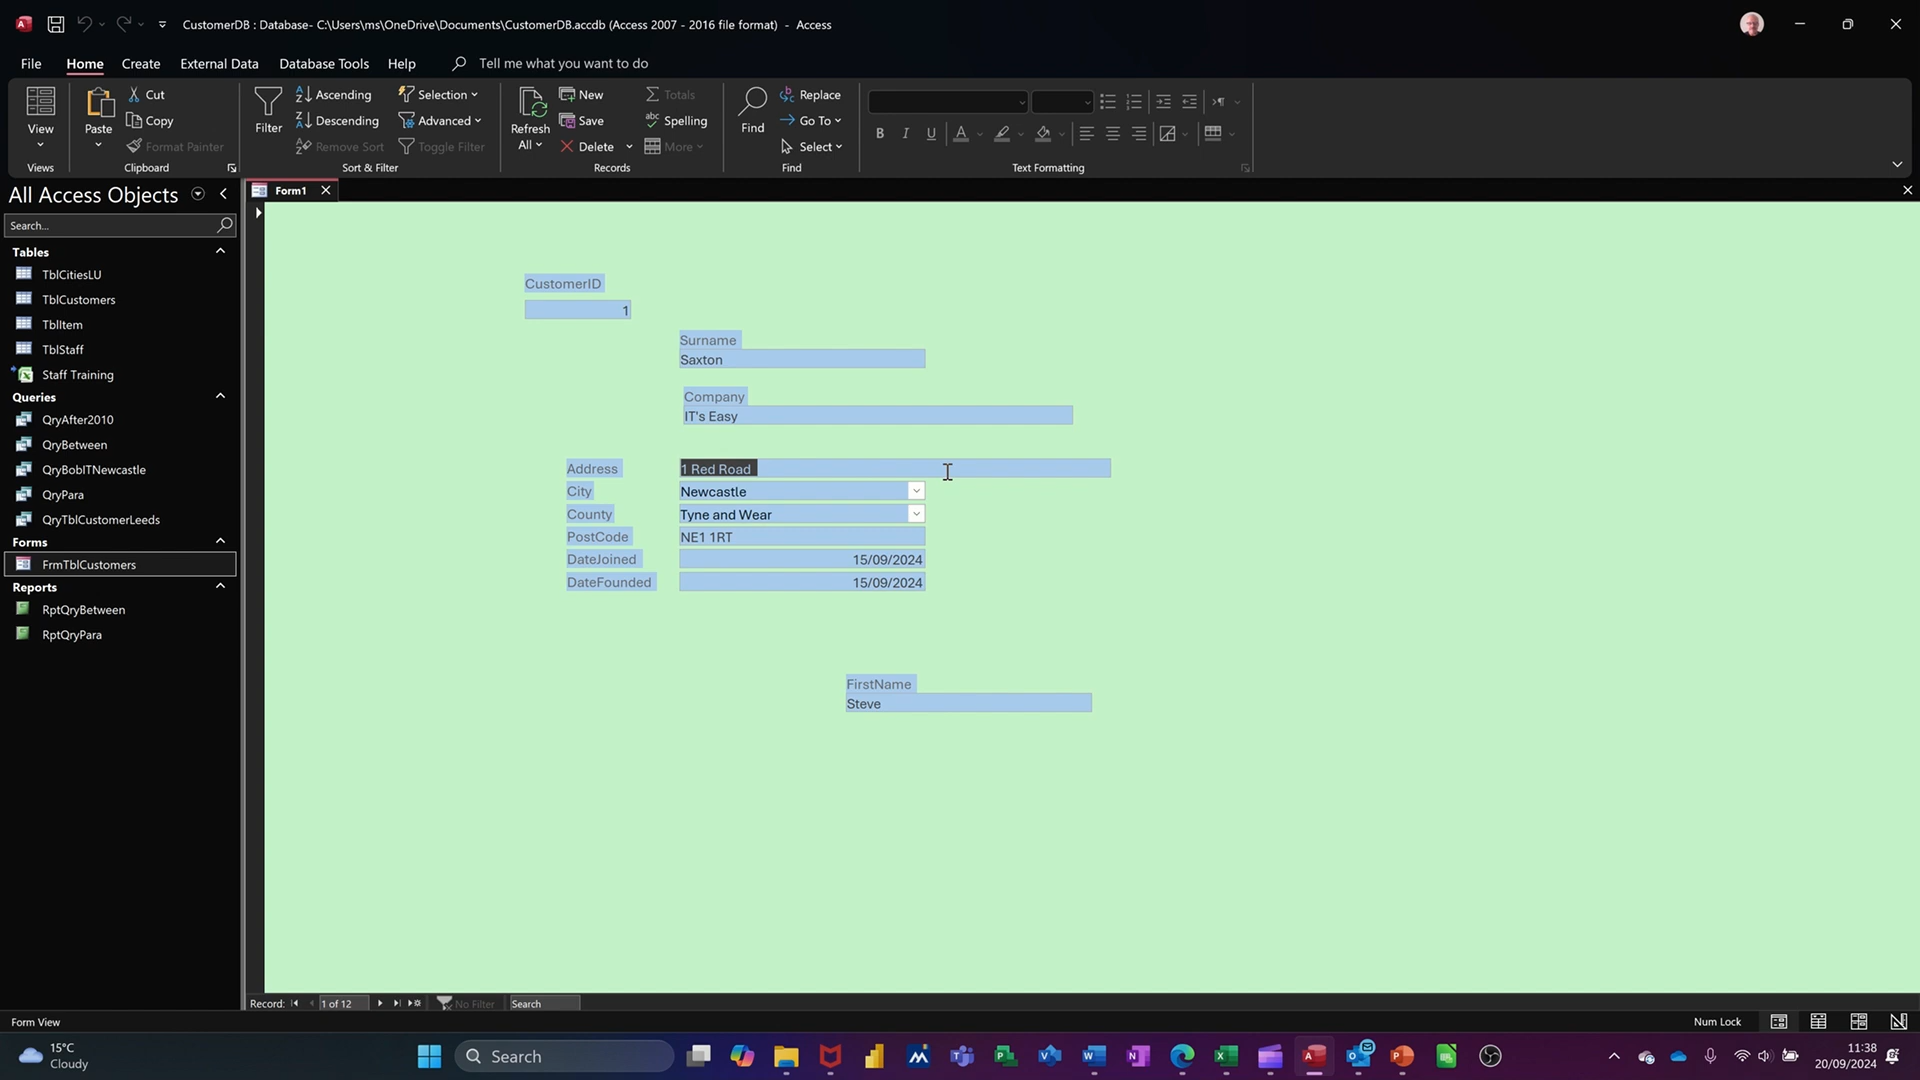 CustomerDB : Database- C:\Users\ms\OneDrive\Documents\CustomerDB.accdb (Access 2007 - 2016 file format) - Access
File Home Create External Data Database Tools Help Tell me what you want to do
View
Views
Paste
Cut
Copy
Format Painter
Clipboard
Filter
Ascending
Descending
Remove Sort
Selection
Advanced
Toggle Filter
Sort & Filter
Refresh
All
New
Save
Delete
Totals
Spelling
More
Records
Find
Replace
Go To
Select
Find
B I U A
Text Formatting
All Access Objects
Search...
Tables
TblCitiesLU
TblCustomers
TblItem
TblStaff
Staff Training
Queries
QryAfter2010
QryBetween
QryBobITNewcastle
QryPara
QryTblCustomerLeeds
Forms
FrmTblCustomers
Reports
RptQryBetween
RptQryPara
Form1
CustomerID
1
Surname
Saxton
Company
IT's Easy
Address 1 Red Road
City Newcastle
County Tyne and Wear
PostCode NE1 1RT
DateJoined 15/09/2024
DateFounded 15/09/2024
FirstName
Steve
Record: 1 of 12 No Filter Search
Form View Num Lock
15°C
Cloudy
Search
11:38
20/09/2024